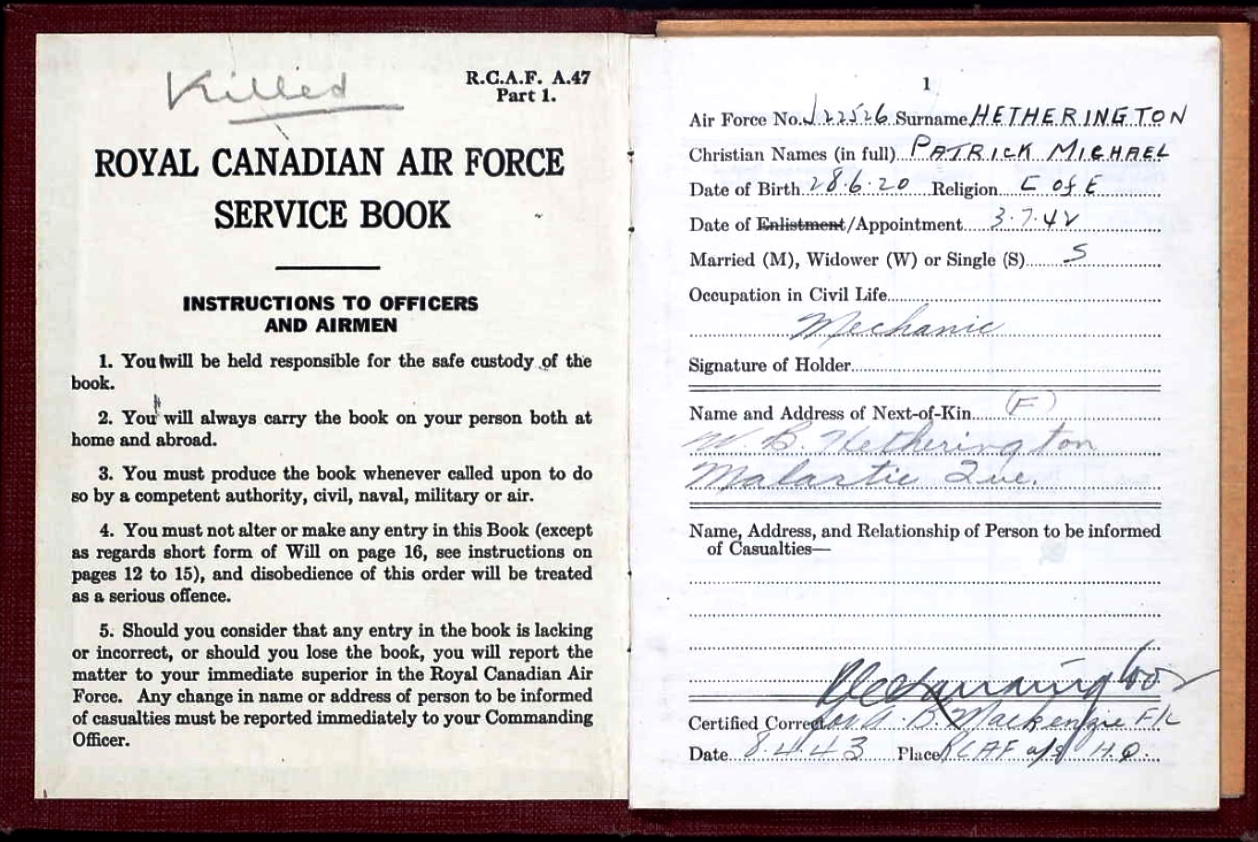 Killed
R.C.A.F. A.47
Part 1.
ROYAL CANADIAN AIR FORCE
SERVICE BOOK
INSTRUCTIONS TO OFFICERS
AND AIRMEN
1. You will be held responsible for the safe custody of the
book.
2. You will always carry the book on your person both at
home and abroad.
3. You must produce the book whenever called upon to do
so by a competent authority, civil, naval, military or air.
4. You must not alter or make any entry in this Book (except
as regards short form of Will on page 16, see instructions on
pages 12 to 15), and disobedience of this order will be treated
as a serious offence.
5. Should you consider that any entry in the book is lacking
or incorrect, or should you lose the book, you will report the
matter to your immediate superior in the Royal Canadian Air
Force. Any change in name or address of person to be informed
of casualties must be reported immediately to your Commanding
Officer.
1
Air Force No. J22526 Surname HETHERINGTON
Christian Names (in full) PATRICK MICHAEL
Date of Birth 28.6.20 Religion C of E
Date of Enlistment/Appointment 3.7.42
Married (M), Widower (W) or Single (S) S
Occupation in Civil Life
Mechanic
Signature of Holder
Name and Address of Next-of-Kin (F)
W. B. Hetherington
Malartic Que.
Name, Address, and Relationship of Person to be informed
of Casualties—
Certified Correct B. Mackenzie F/L
Date 8.4.43 Place RCAF o/s H.Q.